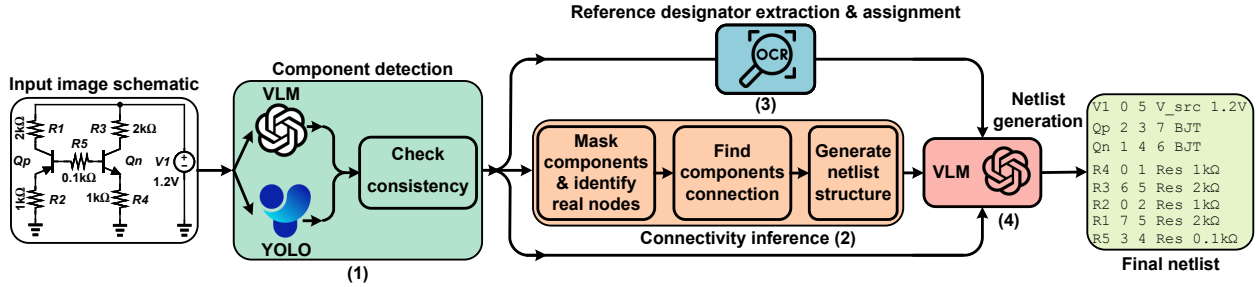 Reference designator extraction & assignment
OCR
(3)
Input image schematic
2kΩ
R1
R3
2kΩ
Qp
R5
Qn
V1
0.1kΩ
1.2V
1kΩ
R2
1kΩ
R4
Component detection
VLM
YOLO
Check
consistency
(1)
Mask
components
& identify
real nodes
Find
components
connection
Generate
netlist
structure
Connectivity inference (2)
VLM
(4)
Netlist
generation
V1 0 5 V_src 1.2V
Qp 2 3 7 BJT
Qn 1 4 6 BJT
R4 0 1 Res 1kΩ
R3 6 5 Res 2kΩ
R2 0 2 Res 1kΩ
R1 7 5 Res 2kΩ
R5 3 4 Res 0.1kΩ
Final netlist